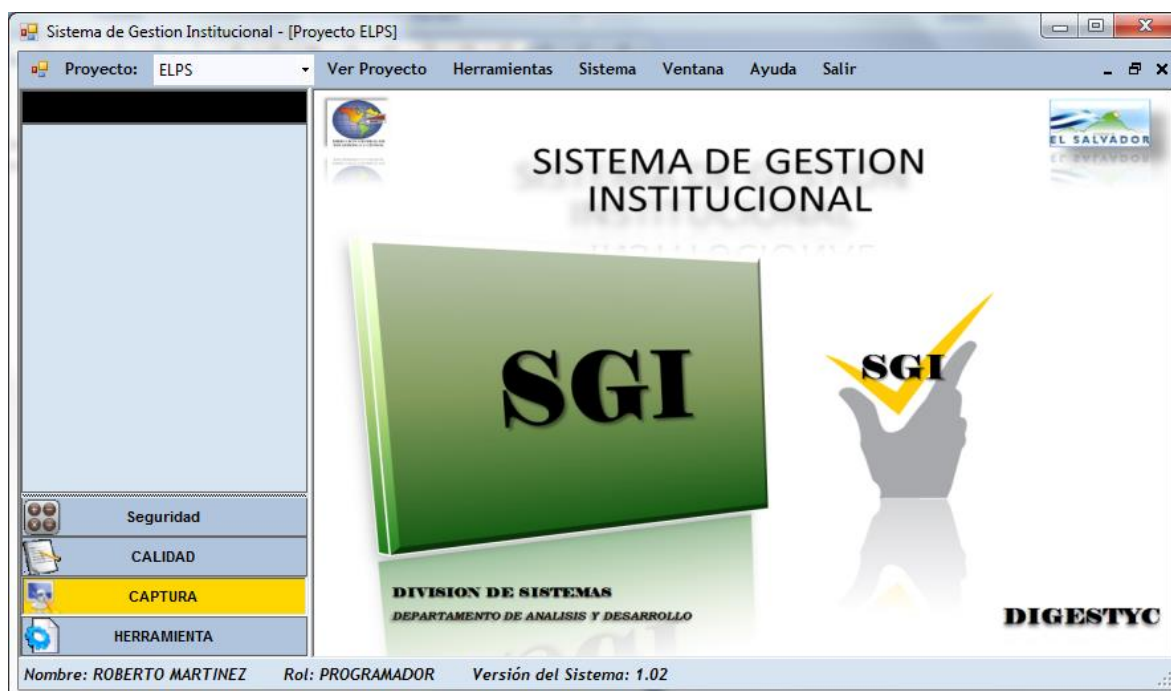 Sistema de Gestion Institucional - [Proyecto ELPS]
Proyecto: ELPS Ver Proyecto Herramientas Sistema Ventana Ayuda Salir
EL SALVADOR
SISTEMA DE GESTION
INSTITUCIONAL
SGI
SGI
Seguridad
CALIDAD
CAPTURA
HERRAMIENTA
DIVISION DE SISTEMAS
DEPARTAMENTO DE ANALISIS Y DESARROLLO
DIGESTYC
Nombre: ROBERTO MARTINEZ Rol: PROGRAMADOR Versión del Sistema: 1.02